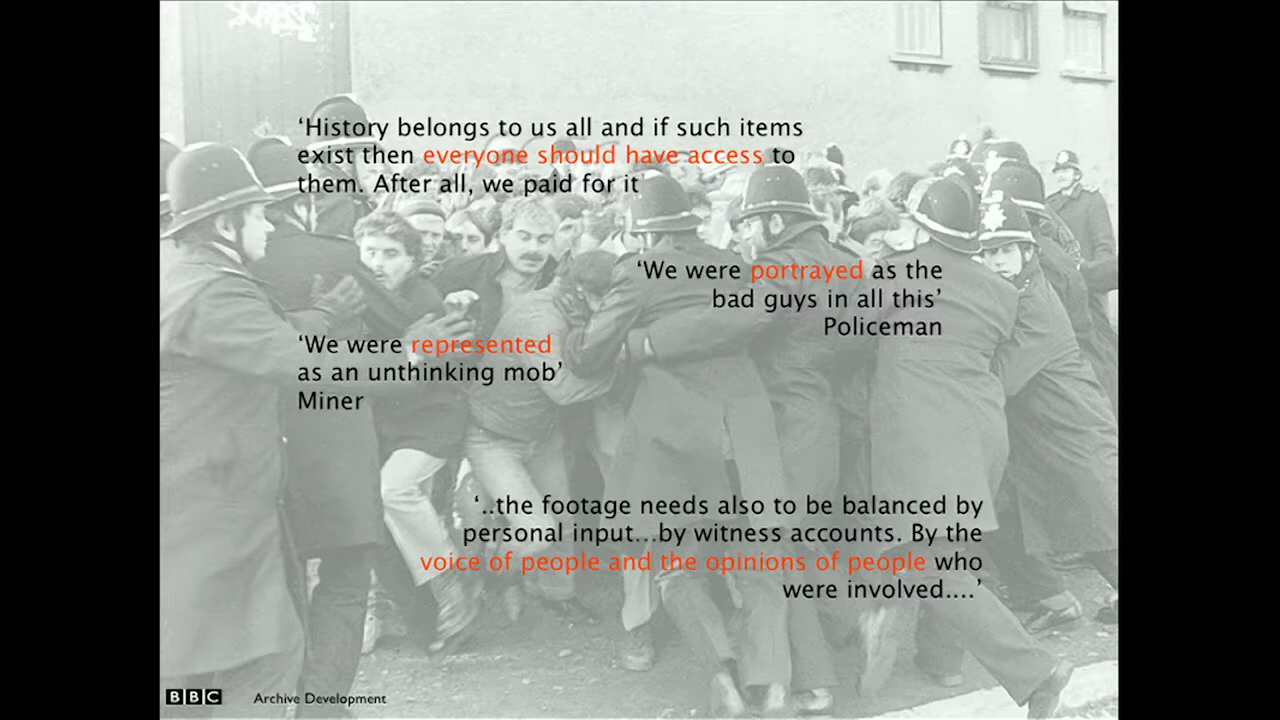 ‘History belongs to us all and if such items
exist then everyone should have access to
them. After all, we paid for it
‘We were portrayed as the
bad guys in all this’
Policeman
‘We were represented
as an unthinking mob’
Miner
‘..the footage needs also to be balanced by
personal input...by witness accounts. By the
voice of people and the opinions of people who
were involved....’
BBC Archive Development